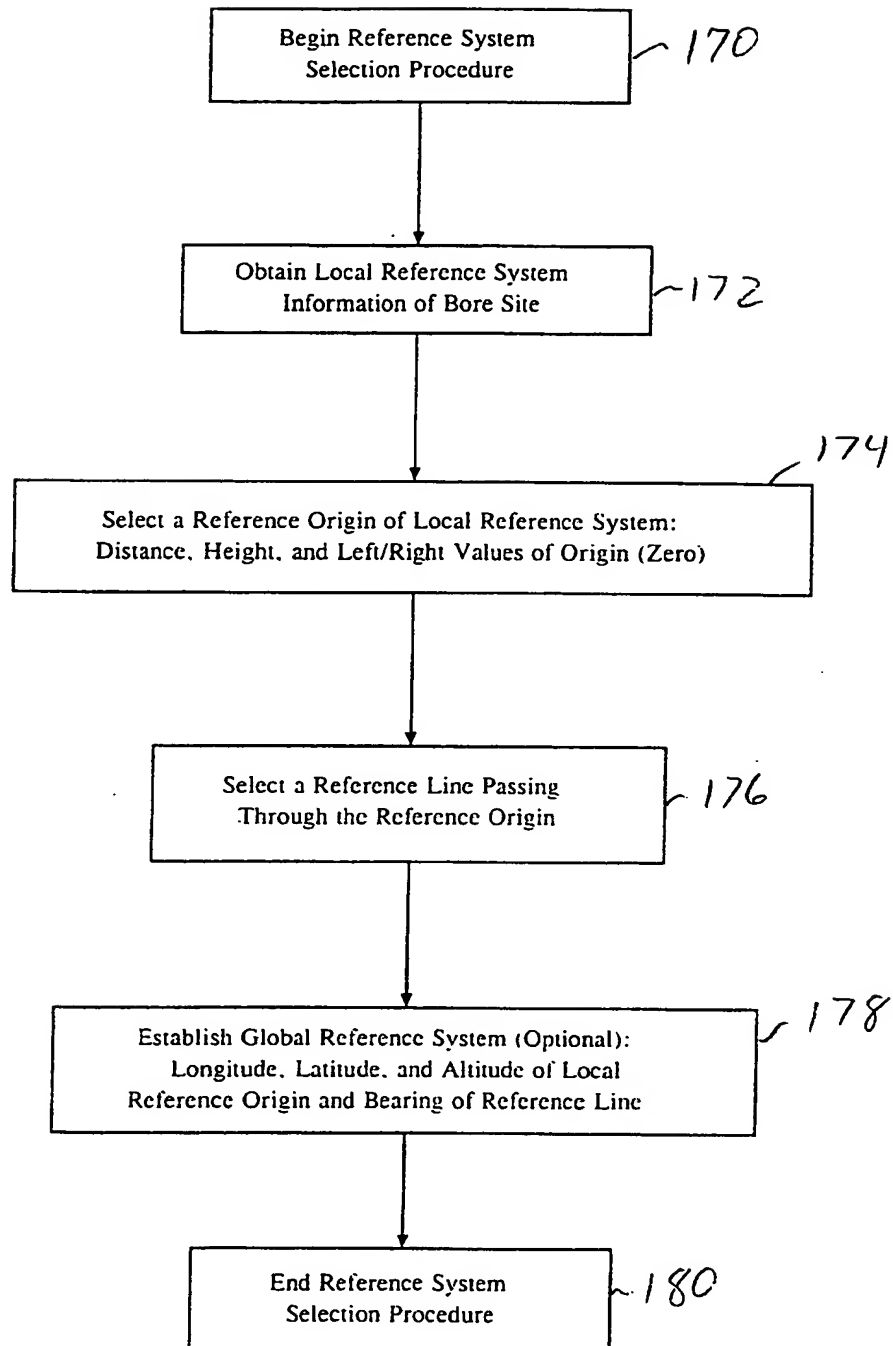 Begin Reference System
Selection Procedure
170
Obtain Local Reference System
Information of Bore Site
172
174
Select a Reference Origin of Local Reference System:
Distance, Height, and Left/Right Values of Origin (Zero)
Select a Reference Line Passing
Through the Reference Origin
176
Establish Global Reference System (Optional):
Longitude, Latitude, and Altitude of Local
Reference Origin and Bearing of Reference Line
178
End Reference System
Selection Procedure
180